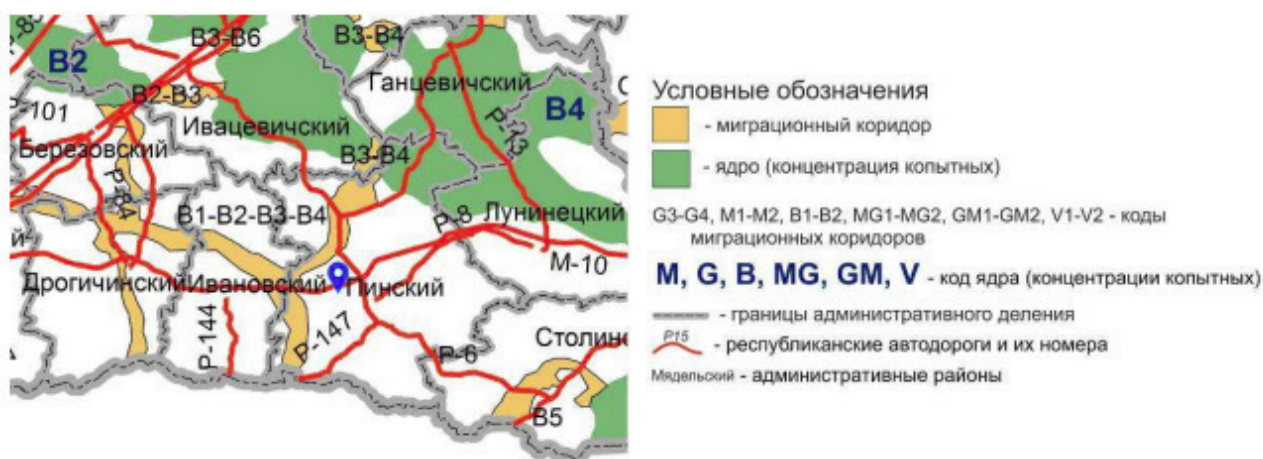 P-85
B3-B6
B3-B4
B2
Ганцевичский
B4
P-101
B2-B3
Ивацевичский
P-13
Березовский
B3-B4
P-84
B1-B2-B3-B4
P-8
Лунинецкий
ий
М-10
Дрогичинский
Ивановский
Пинский
P-144
P-147
Столинс
P-6
B5
Условные обозначения
- миграционный коридор
- ядро (концентрация копытных)
G3-G4, M1-M2, B1-B2, MG1-MG2, GM1-GM2, V1-V2 - коды
миграционных коридоров
M, G, B, MG, GM, V - код ядра (концентрации копытных)
- границы административного деления
P15 - республиканские автодороги и их номера
Мядельский - административные районы